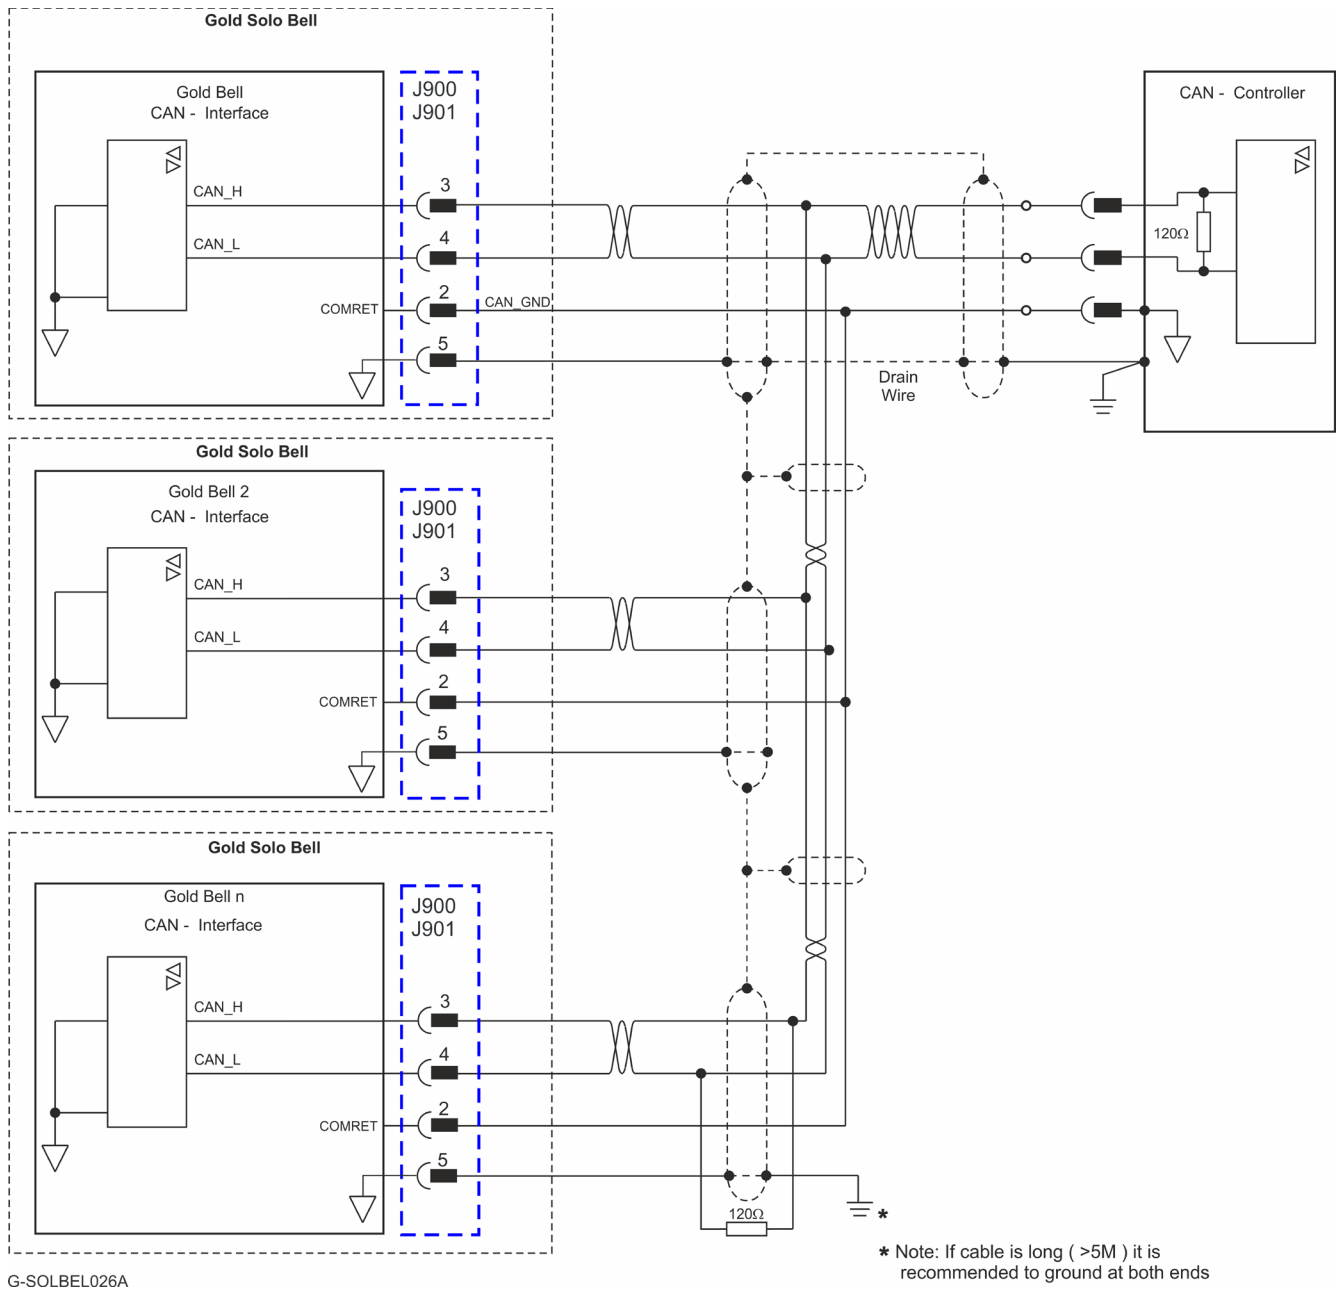 Gold Solo Bell
Gold Bell
CAN - Interface
J900
J901
CAN_H
3
CAN_L
4
COMRET
2
CAN_GND
5
CAN - Controller
120Ω
Drain
Wire
Gold Solo Bell
Gold Bell 2
CAN - Interface
J900
J901
CAN_H
3
CAN_L
4
COMRET
2
5
Gold Solo Bell
Gold Bell n
CAN - Interface
J900
J901
CAN_H
3
CAN_L
4
COMRET
2
5
120Ω
*
* Note: If cable is long ( >5M ) it is
recommended to ground at both ends
G-SOLBEL026A